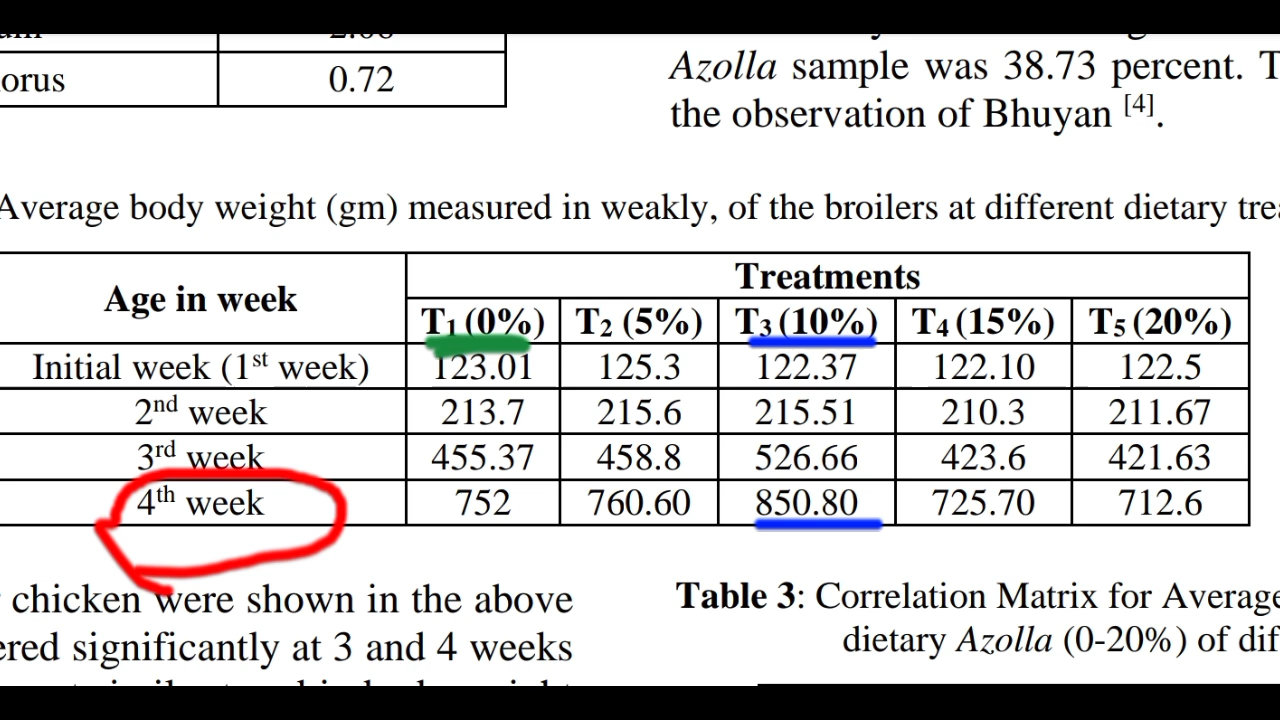 orus 0.72
Azolla sample was 38.73 percent. T
the observation of Bhuyan [4].
Average body weight (gm) measured in weakly, of the broilers at different dietary trea
Age in week Treatments
T1 (0%) T2 (5%) T3 (10%) T4 (15%) T5 (20%)
Initial week (1st week) 123.01 125.3 122.37 122.10 122.5
2nd week 213.7 215.6 215.51 210.3 211.67
3rd week 455.37 458.8 526.66 423.6 421.63
4th week 752 760.60 850.80 725.70 712.6
chicken were shown in the above
ered significantly at 3 and 4 weeks
Table 3: Correlation Matrix for Average
dietary Azolla (0-20%) of dif